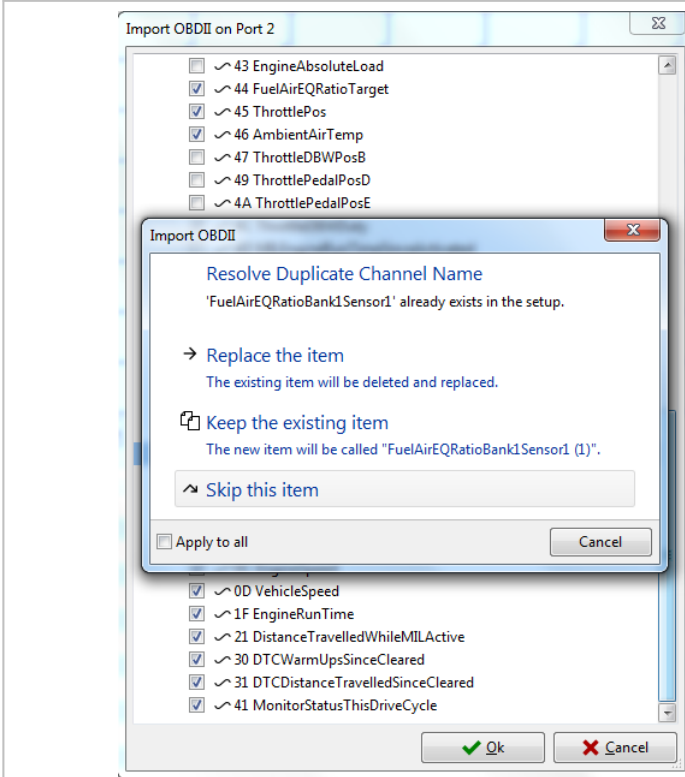 Import OBDII on Port 2
43 EngineAbsoluteLoad
44 FuelAirEQRatioTarget
45 ThrottlePos
46 AmbientAirTemp
47 ThrottleDBWPosB
49 ThrottlePedalPosD
4A ThrottlePedalPosE
Import OBDII
Resolve Duplicate Channel Name
'FuelAirEQRatioBank1Sensor1' already exists in the setup.
Replace the item
The existing item will be deleted and replaced.
Keep the existing item
The new item will be called "FuelAirEQRatioBank1Sensor1 (1)".
Skip this item
Apply to all
Cancel
0D VehicleSpeed
1F EngineRunTime
21 DistanceTravelledWhileMILActive
30 DTCWarmUpsSinceCleared
31 DTCDistanceTravelledSinceCleared
41 MonitorStatusThisDriveCycle
Ok
Cancel